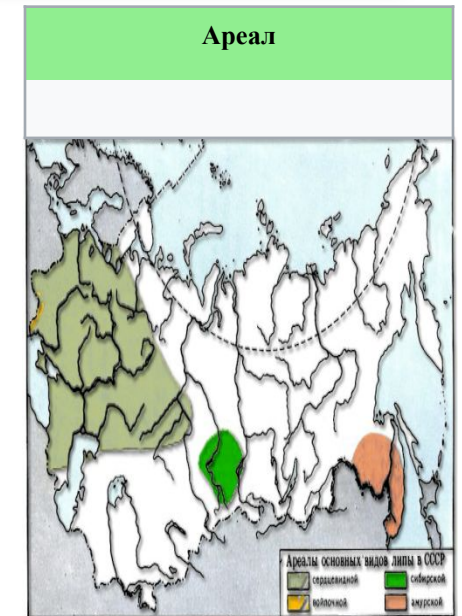 Ареал
Ареалы основных видов липы в СССР
сердцевидной
сибирской
войлочной
амурской